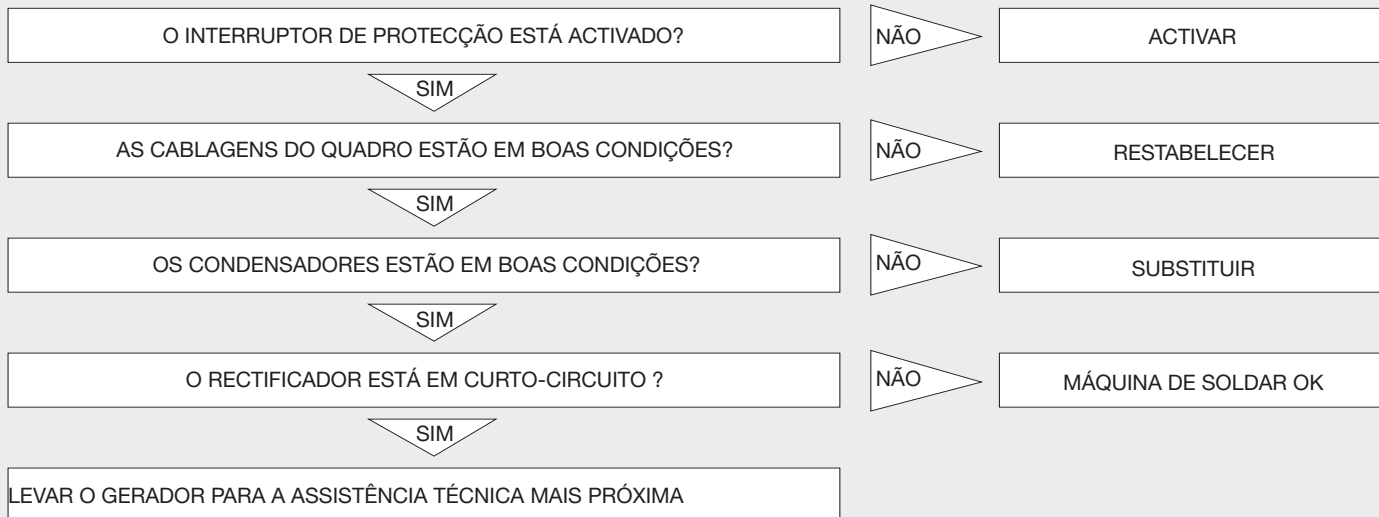 O INTERRUPTOR DE PROTECÇÃO ESTÁ ACTIVADO?
NÃO
ACTIVAR
SIM
AS CABLAGENS DO QUADRO ESTÃO EM BOAS CONDIÇÕES?
NÃO
RESTABELECER
SIM
OS CONDENSADORES ESTÃO EM BOAS CONDIÇÕES?
NÃO
SUBSTITUIR
SIM
O RECTIFICADOR ESTÁ EM CURTO-CIRCUITO ?
NÃO
MÁQUINA DE SOLDAR OK
SIM
LEVAR O GERADOR PARA A ASSISTÊNCIA TÉCNICA MAIS PRÓXIMA